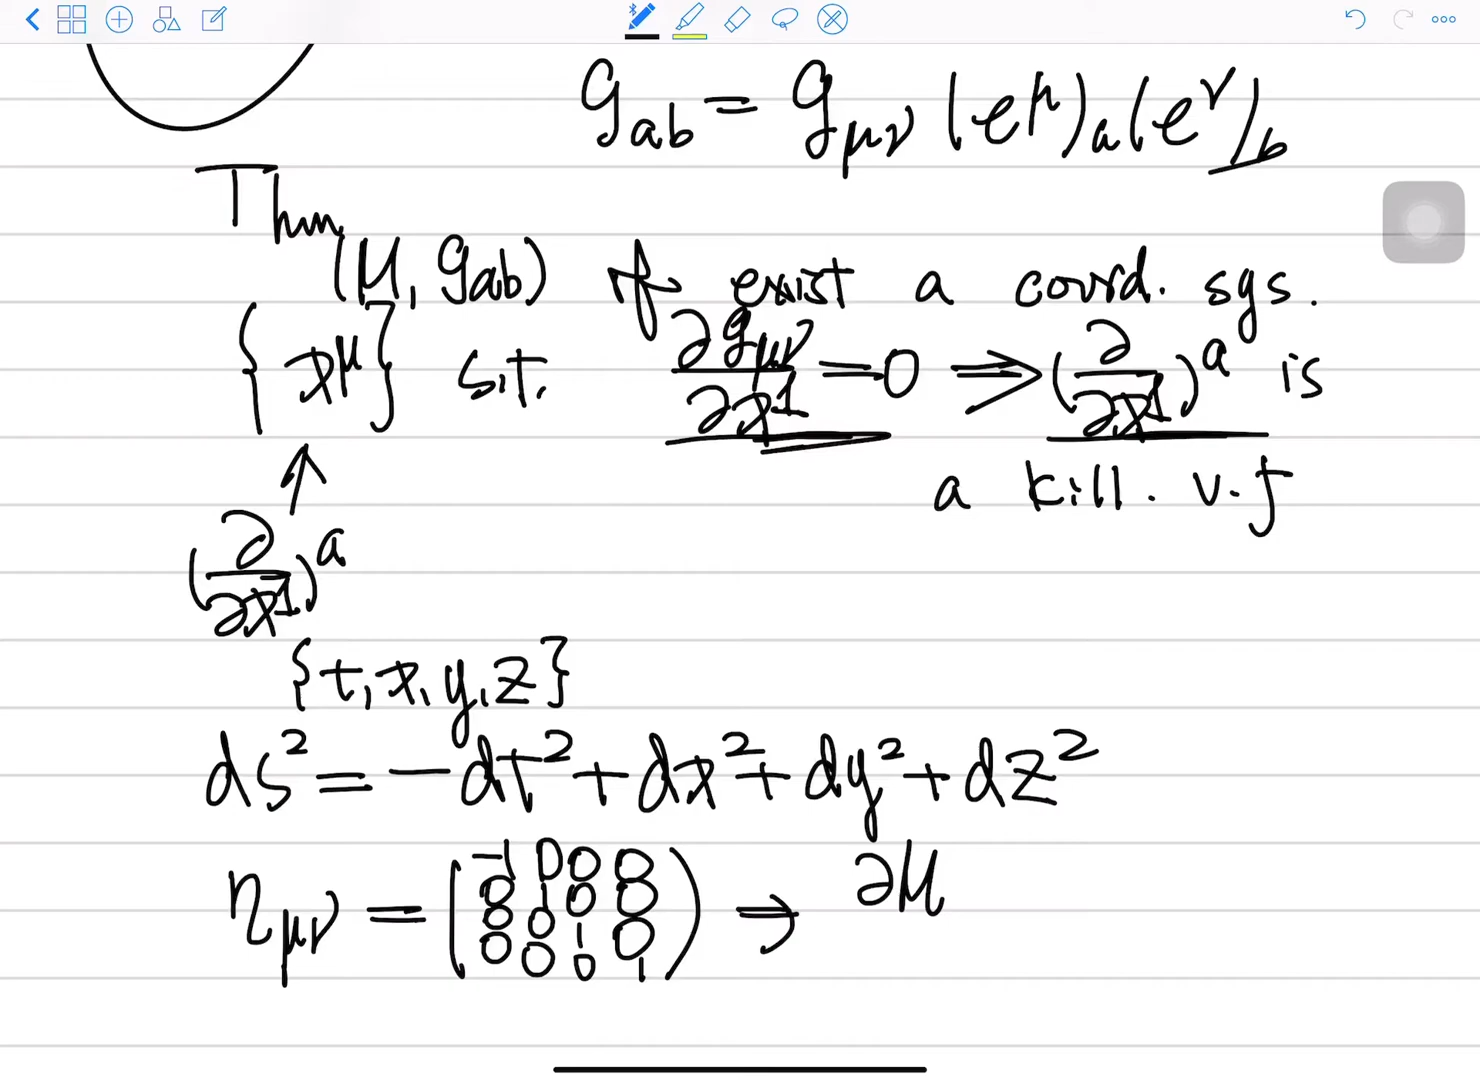 g_ab = g_μν (e^μ)_a (e^ν)_b
Thm
(M, g_ab) if exist a coord. sys.
{x^μ} s.t. ∂g_μν/∂x^1 = 0 ⇒ (∂/∂x^1)^a is
a kill. v.f
↑
(∂/∂x^1)^a
{t, x, y, z}
ds² = -dt² + dx² + dy² + dz²
η_μν = ( -1 0 0 0
0 1 0 0
0 0 1 0
0 0 0 1 ) ⇒ ∂M